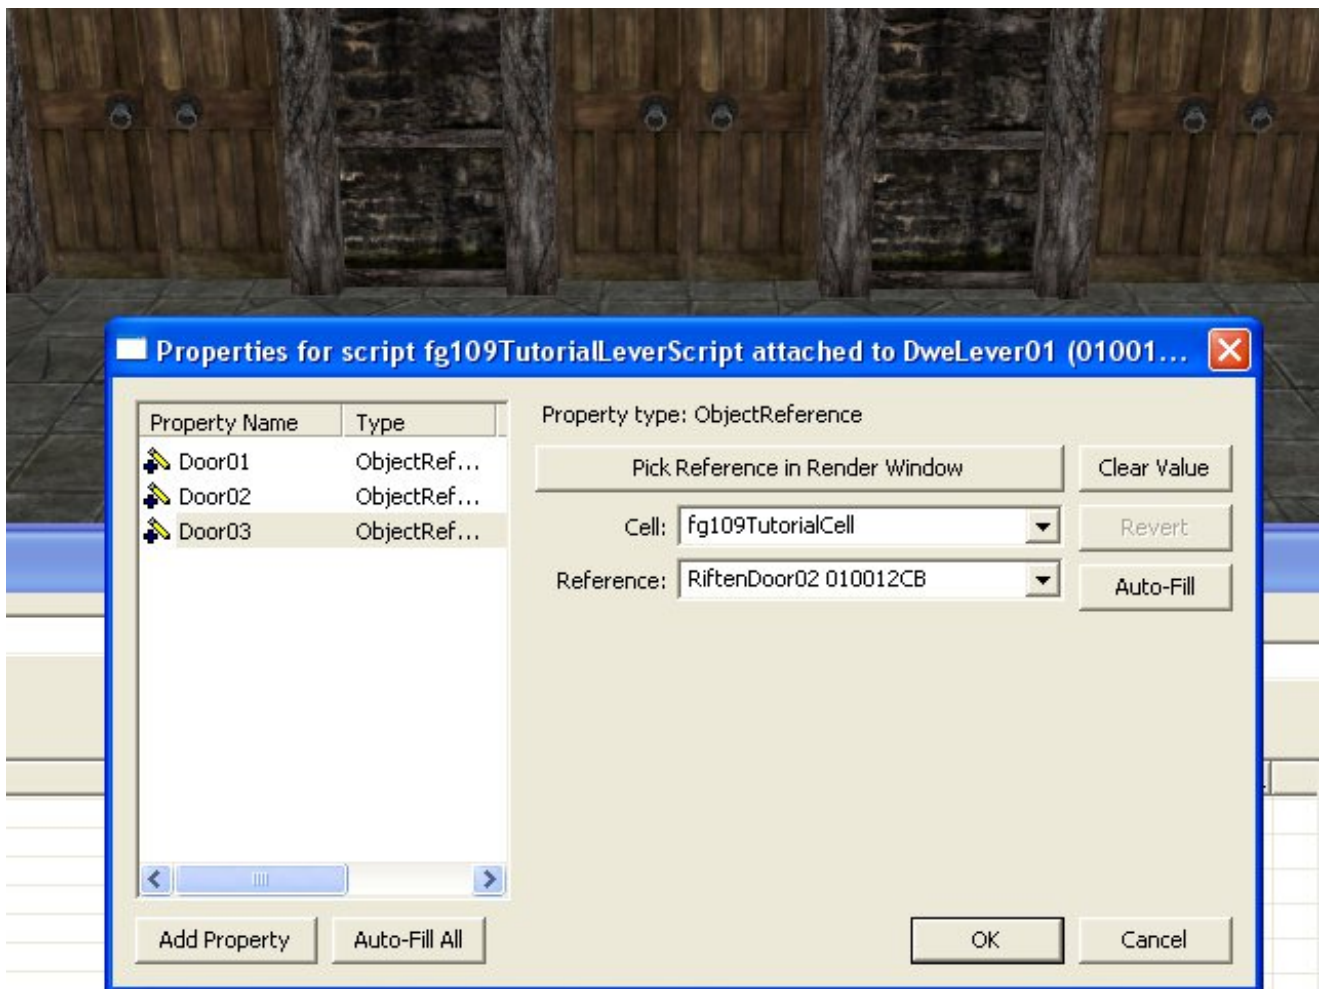 Properties for script fg109TutorialLeverScript attached to DweLever01 (01001...
Property Name Type
Door01 ObjectRef...
Door02 ObjectRef...
Door03 ObjectRef...
Property type: ObjectReference
Pick Reference in Render Window
Clear Value
Cell: fg109TutorialCell
Revert
Reference: RiftenDoor02 010012CB
Auto-Fill
Add Property
Auto-Fill All
OK
Cancel